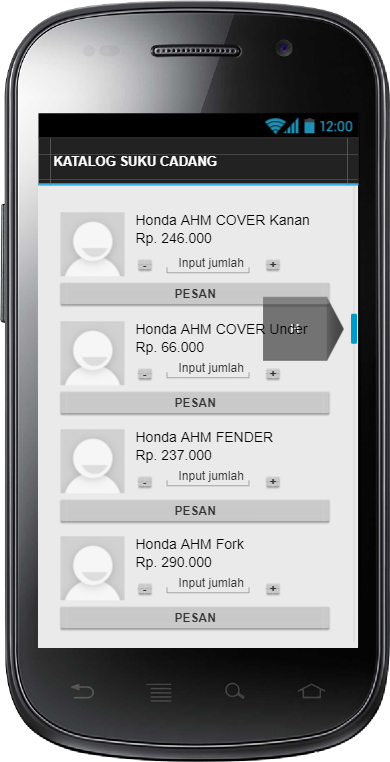 12:00
KATALOG SUKU CADANG
Honda AHM COVER Kanan
Rp. 246.000
- Input jumlah +
PESAN
Honda AHM COVER Under
Rp. 66.000
- Input jumlah +
PESAN
Honda AHM FENDER
Rp. 237.000
- Input jumlah +
PESAN
Honda AHM Fork
Rp. 290.000
- Input jumlah +
PESAN